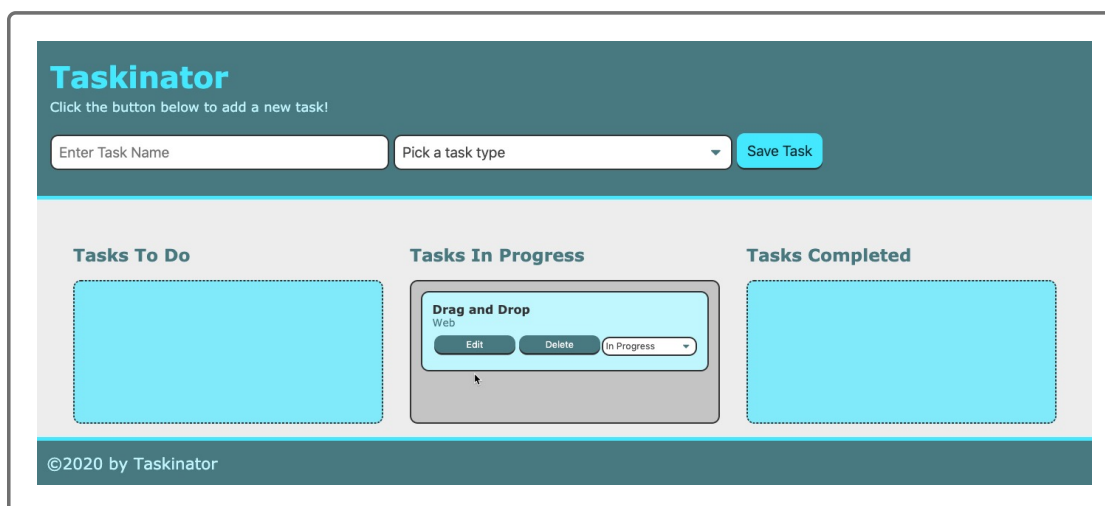 Taskinator
Click the button below to add a new task!
Enter Task Name
Pick a task type
Save Task
Tasks To Do
Tasks In Progress
Tasks Completed
Drag and Drop
Web
Edit
Delete
In Progress
©2020 by Taskinator